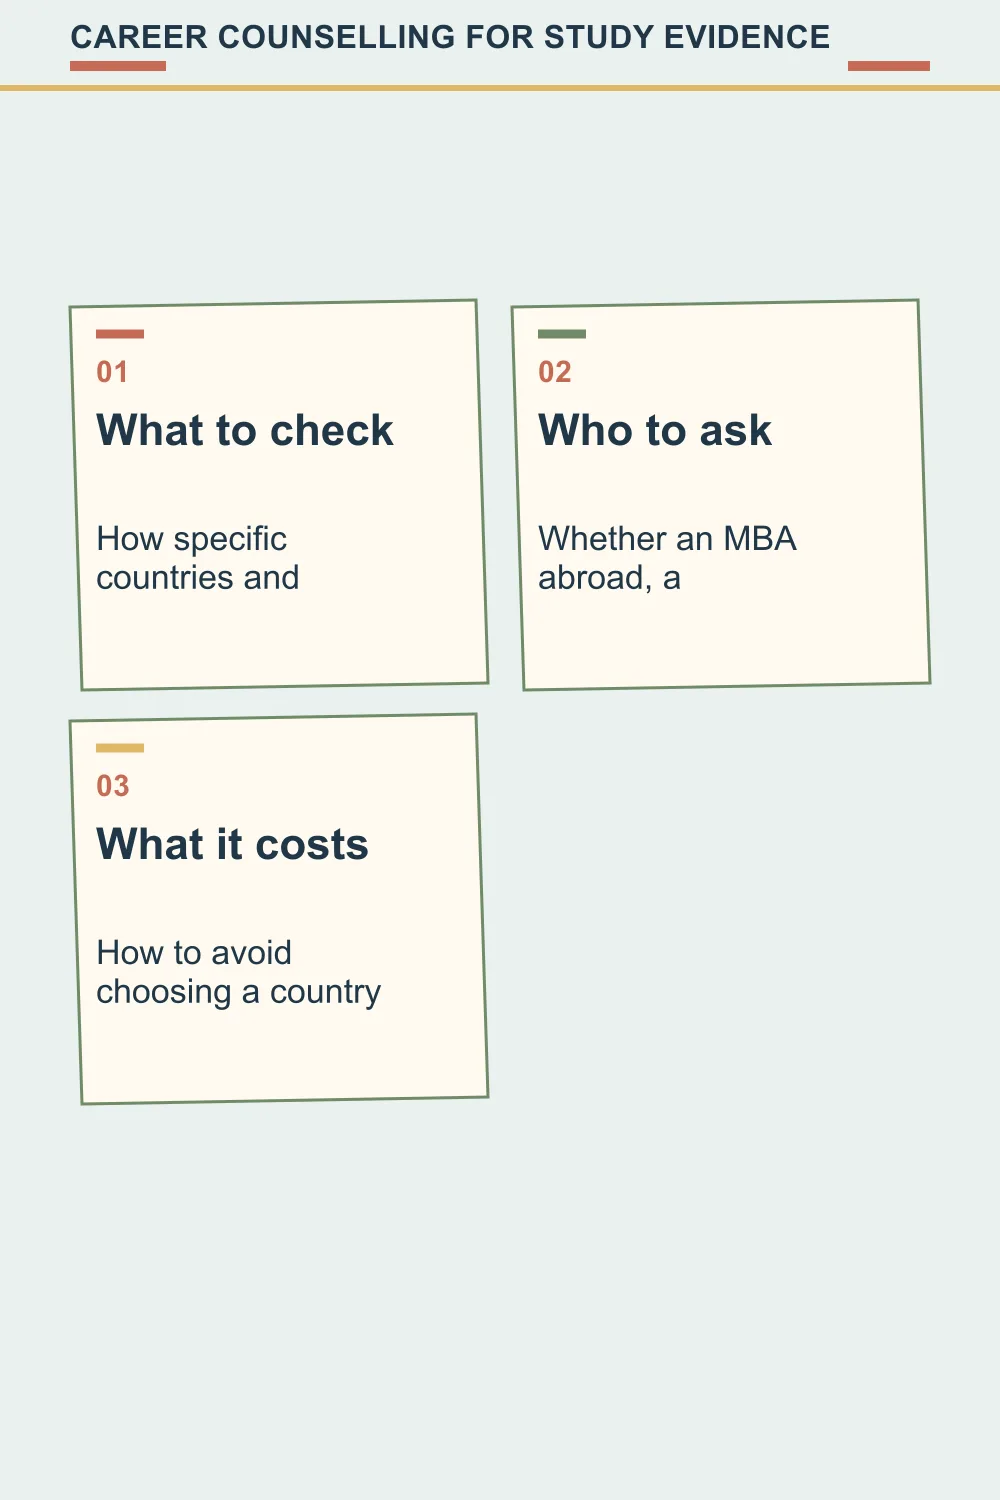 CAREER COUNSELLING FOR STUDY EVIDENCE
01
What to check
How specific
countries and
02
Who to ask
Whether an MBA
abroad, a
03
What it costs
How to avoid
choosing a country